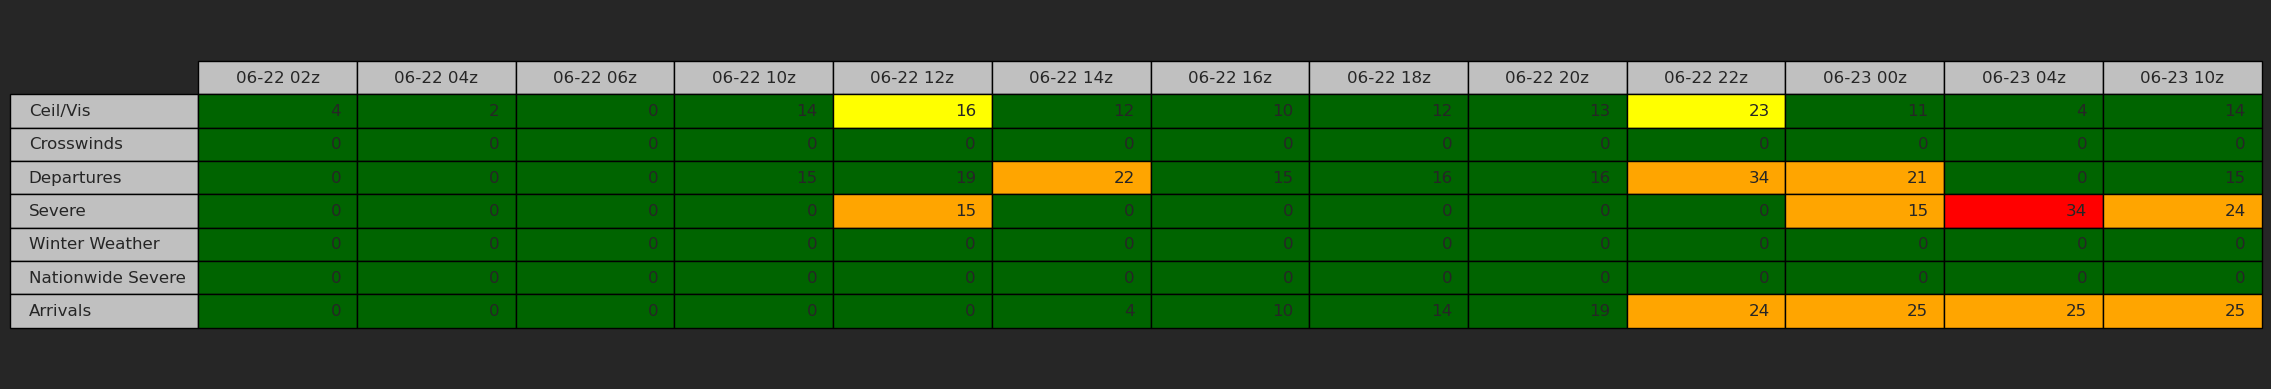 06-22 02z 06-22 04z 06-22 06z 06-22 10z 06-22 12z 06-22 14z 06-22 16z 06-22 18z 06-22 20z 06-22 22z 06-23 00z 06-23 04z 06-23 10z
Ceil/Vis 4 2 0 14 16 12 10 12 13 23 11 4 14
Crosswinds 0 0 0 0 0 0 0 0 0 0 0 0 0
Departures 0 0 0 15 19 22 15 16 16 34 21 0 15
Severe 0 0 0 0 15 0 0 0 0 0 15 34 24
Winter Weather 0 0 0 0 0 0 0 0 0 0 0 0 0
Nationwide Severe 0 0 0 0 0 0 0 0 0 0 0 0 0
Arrivals 0 0 0 0 0 4 10 14 19 24 25 25 25